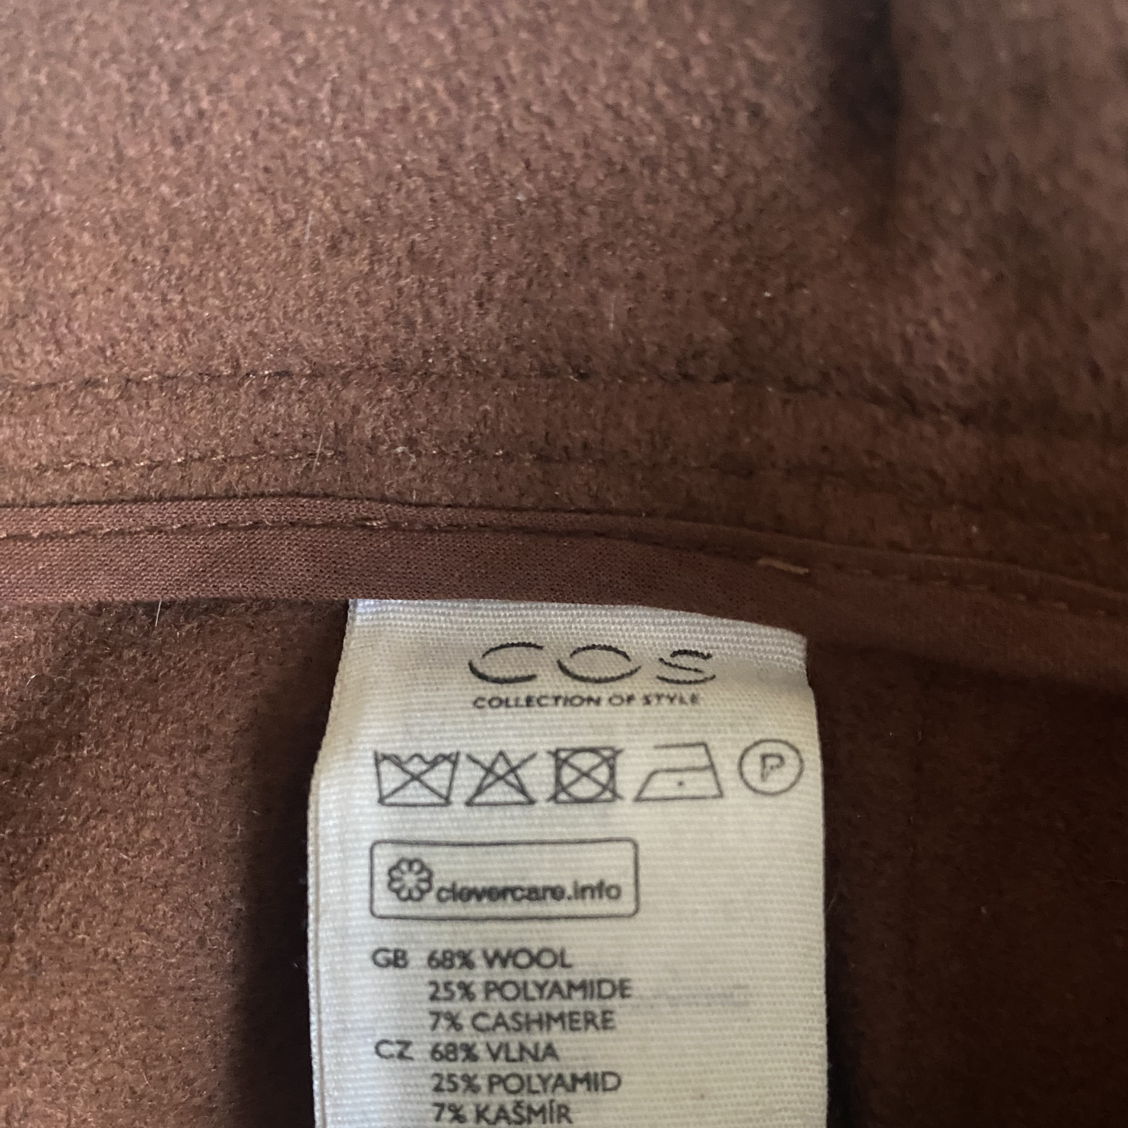 COS
COLLECTION OF STYLE
P
clevercare.info
GB 68% WOOL
25% POLYAMIDE
7% CASHMERE
CZ 68% VLNA
25% POLYAMID
7% KAŠMÍR